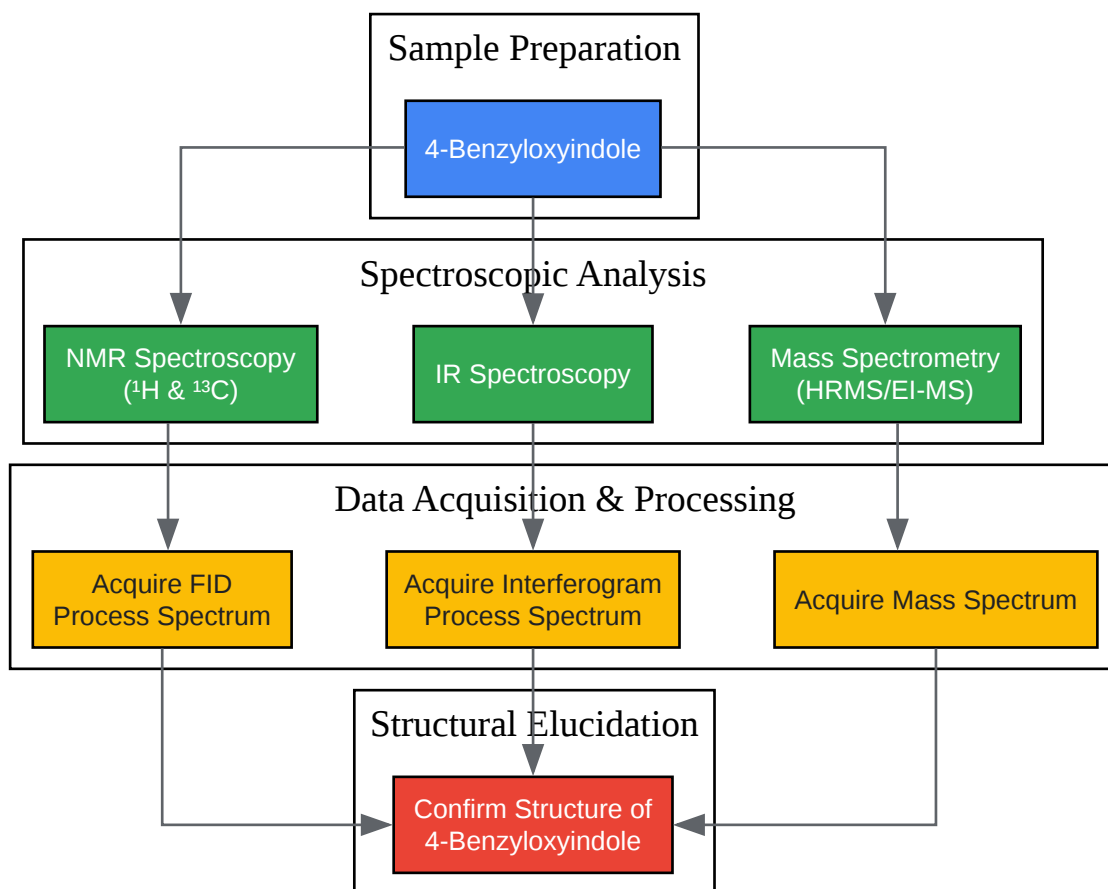 Sample Preparation
4-Benzyloxyindole
Spectroscopic Analysis
NMR Spectroscopy
(¹H & ¹³C)
IR Spectroscopy
Mass Spectrometry
(HRMS/EI-MS)
Data Acquisition & Processing
Acquire FID
Process Spectrum
Acquire Interferogram
Process Spectrum
Acquire Mass Spectrum
Structural Elucidation
Confirm Structure of
4-Benzyloxyindole